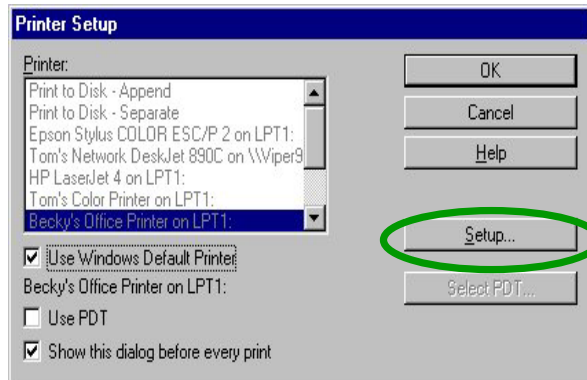 Printer Setup
Printer:
Print to Disk - Append
Print to Disk - Separate
Epson Stylus COLOR ESC/P 2 on LPT1:
Tom's Network DeskJet 890C on \\Viper9
HP LaserJet 4 on LPT1:
Tom's Color Printer on LPT1:
Becky's Office Printer on LPT1:
Use Windows Default Printer
Becky's Office Printer on LPT1:
Use PDT
Show this dialog before every print
OK
Cancel
Help
Setup...
Select PDT...